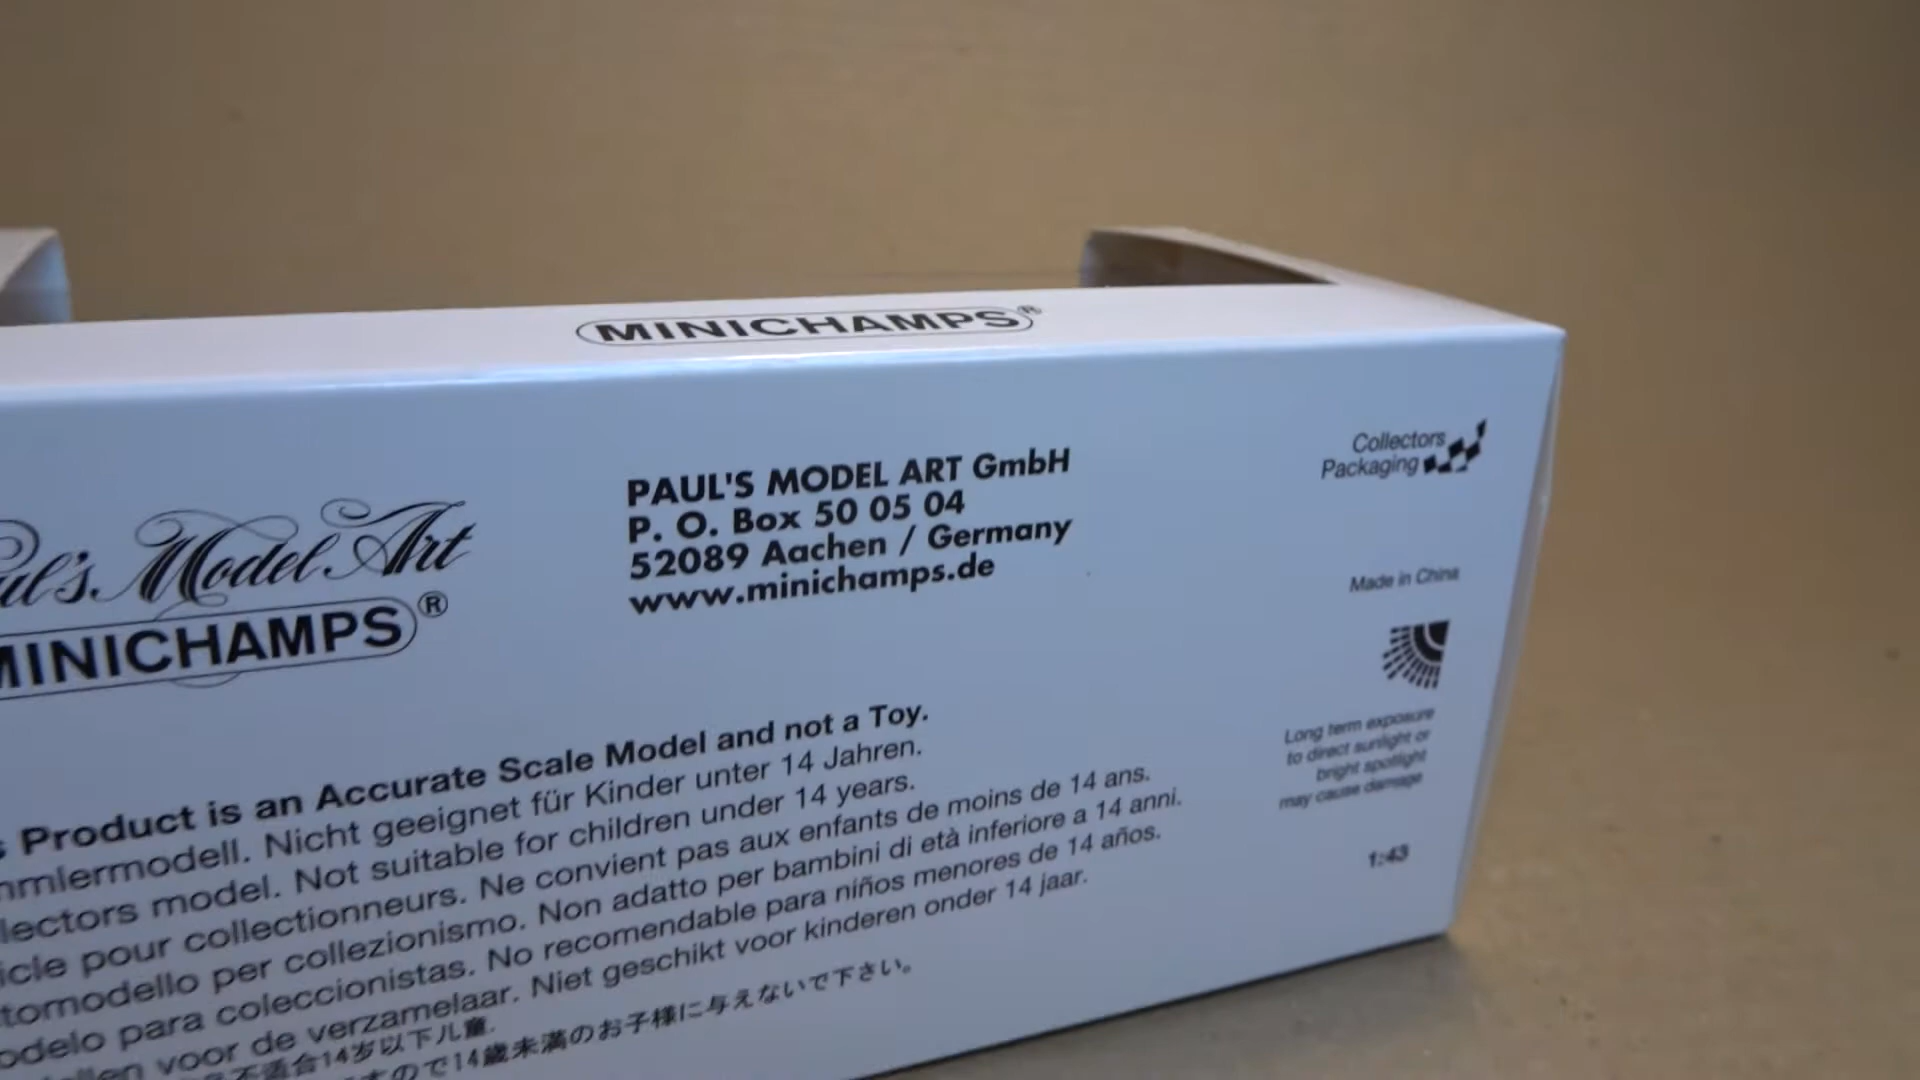 MINICHAMPS®
Collectors
Packaging
PAUL'S MODEL ART GmbH
P. O. Box 50 05 04
52089 Aachen / Germany
www.minichamps.de
Model Art
MINICHAMPS®
Made in China
Product is an Accurate Scale Model and not a Toy.
Nicht geeignet für Kinder unter 14 Jahren.
model. Not suitable for children under 14 years.
pour collectionneurs. Ne convient pas aux enfants de moins de 14 ans.
per collezionismo. Non adatto per bambini di età inferiore a 14 anni.
para coleccionistas. No recomendable para niños menores de 14 años.
voor de verzamelaar. Niet geschikt voor kinderen onder 14 jaar.
不适合14岁以下儿童.
ので14歳未満のお子様に与えないで下さい。
Long term exposure
to direct sunlight or
bright spotlight
may cause damage
1:43